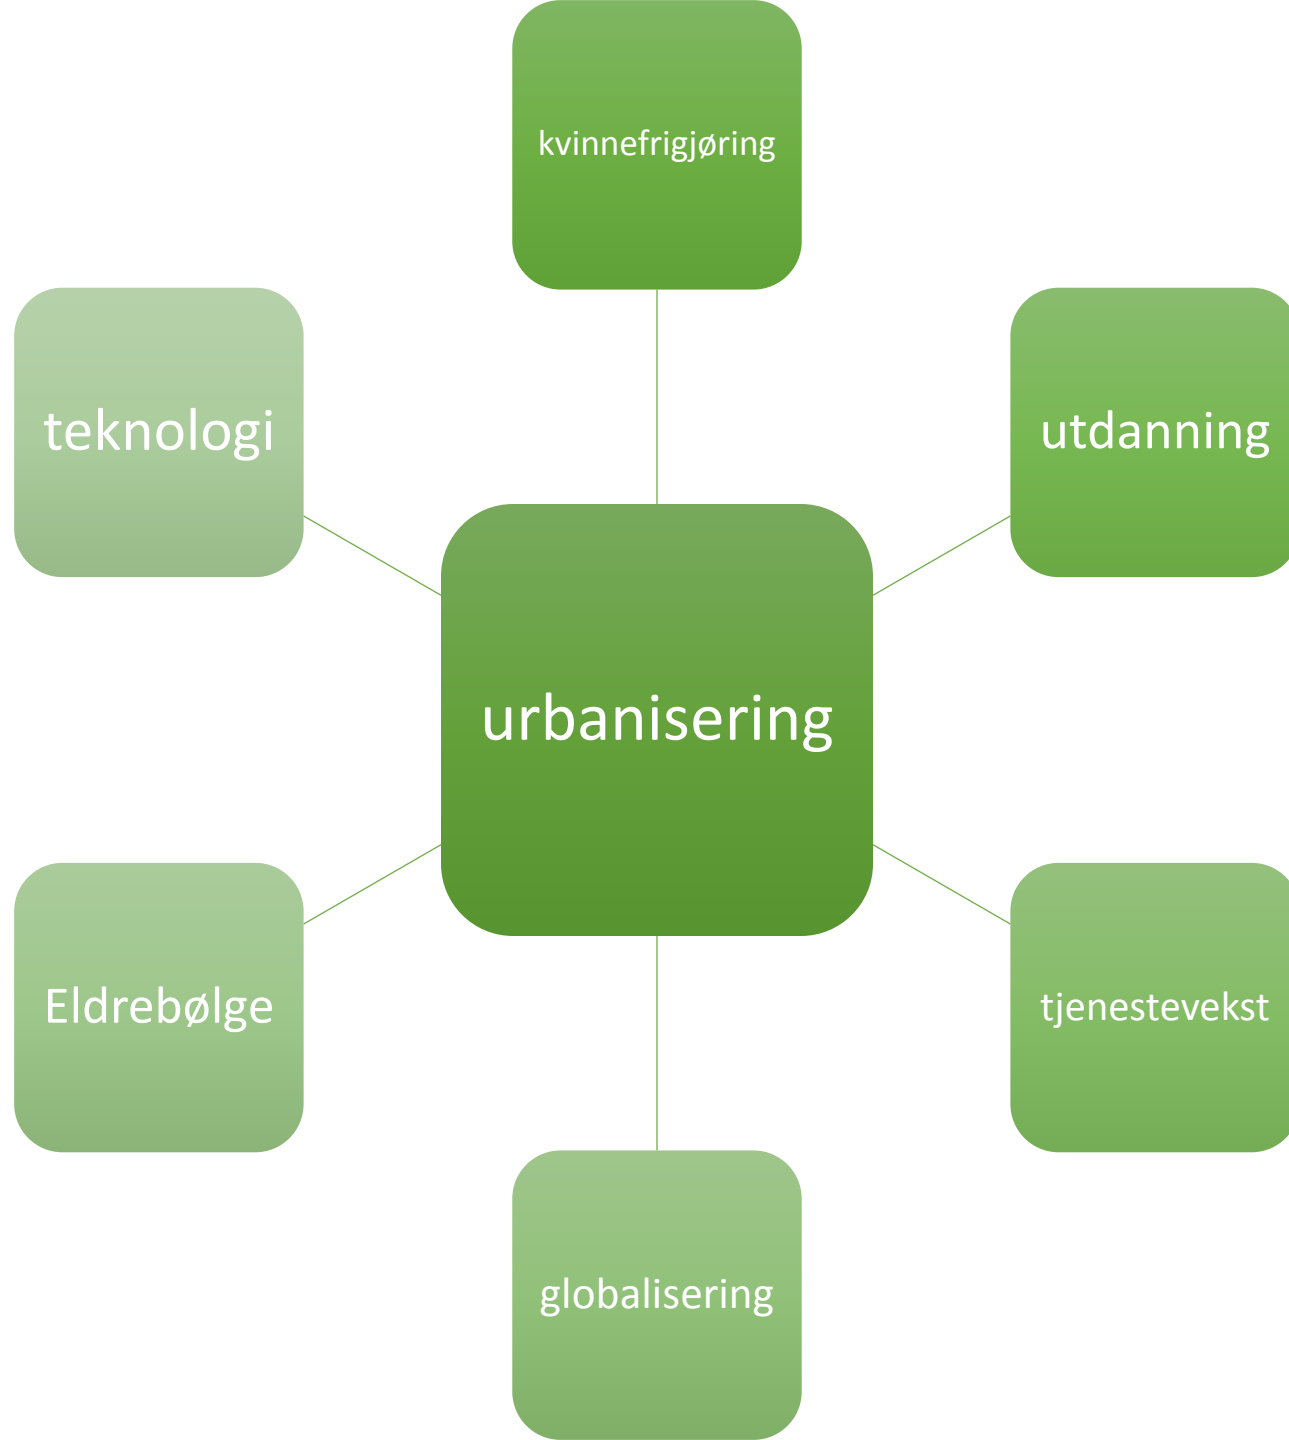 kvinnefrigjøring
teknologi
utdanning
urbanisering
Eldrebølge
tjenestevekst
globalisering